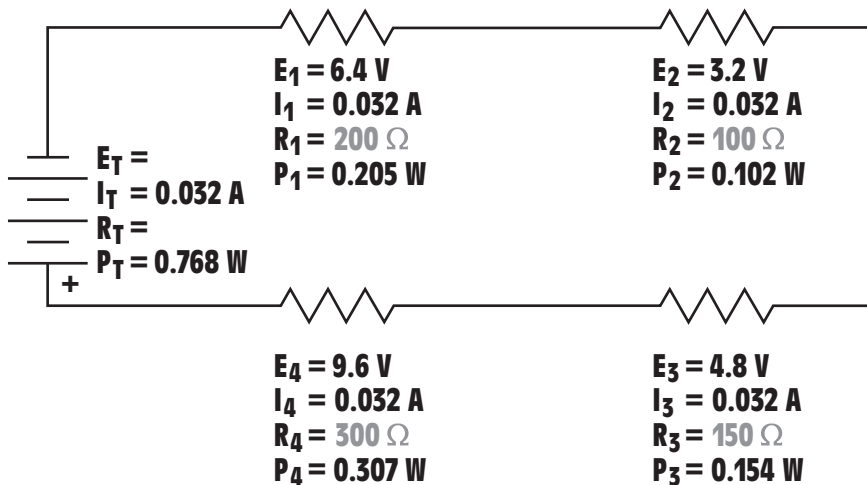 E₁ = 6.4 V
I₁ = 0.032 A
R₁ = 200 Ω
P₁ = 0.205 W
E₂ = 3.2 V
I₂ = 0.032 A
R₂ = 100 Ω
P₂ = 0.102 W
E_T =
I_T = 0.032 A
R_T =
P_T = 0.768 W
+
E₄ = 9.6 V
I₄ = 0.032 A
R₄ = 300 Ω
P₄ = 0.307 W
E₃ = 4.8 V
I₃ = 0.032 A
R₃ = 150 Ω
P₃ = 0.154 W